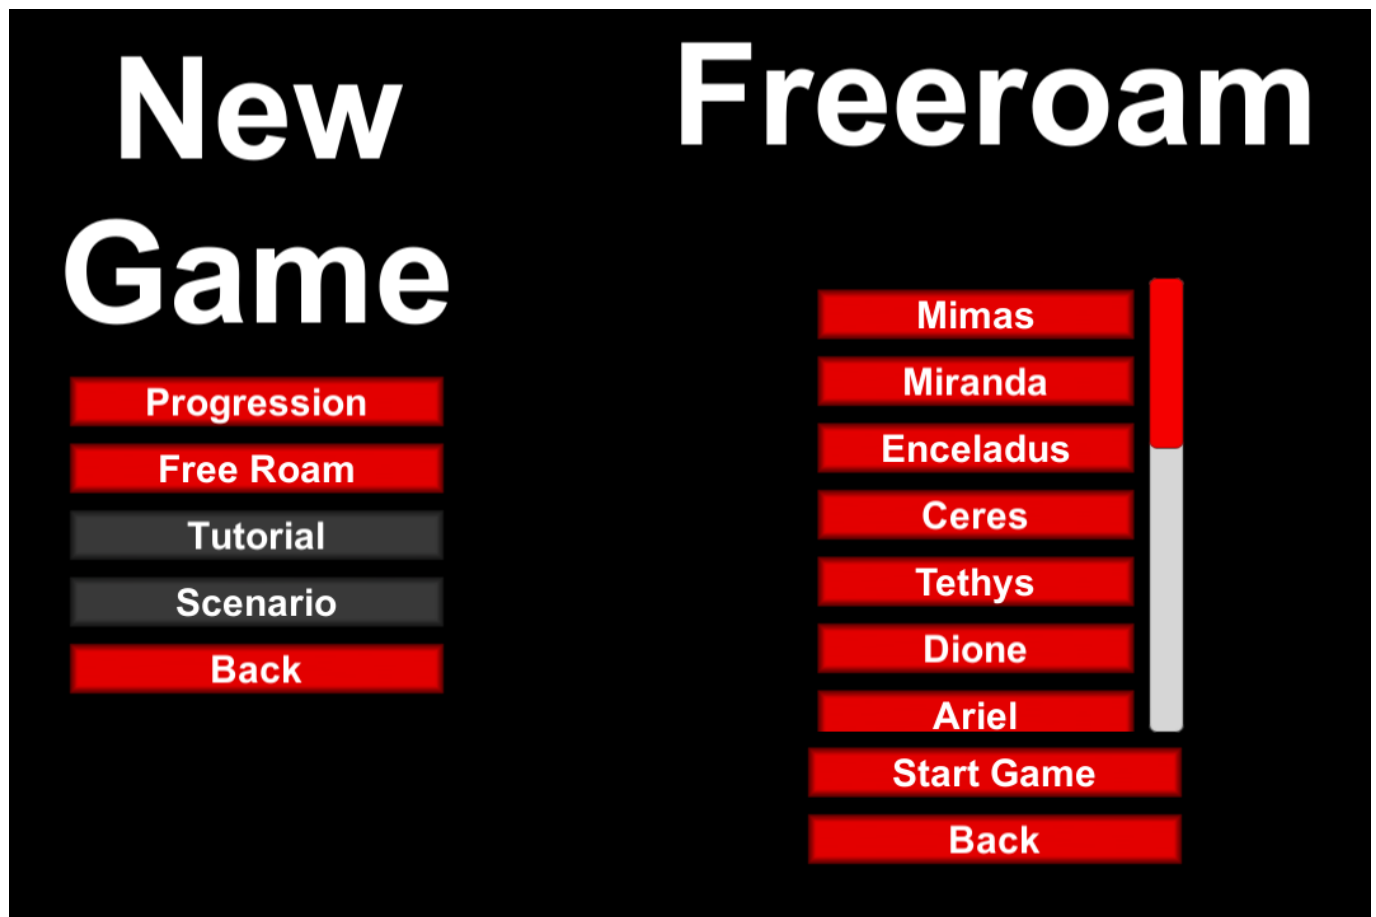 New
Game
Progression
Free Roam
Tutorial
Scenario
Back
Freeroam
Mimas
Miranda
Enceladus
Ceres
Tethys
Dione
Ariel
Start Game
Back